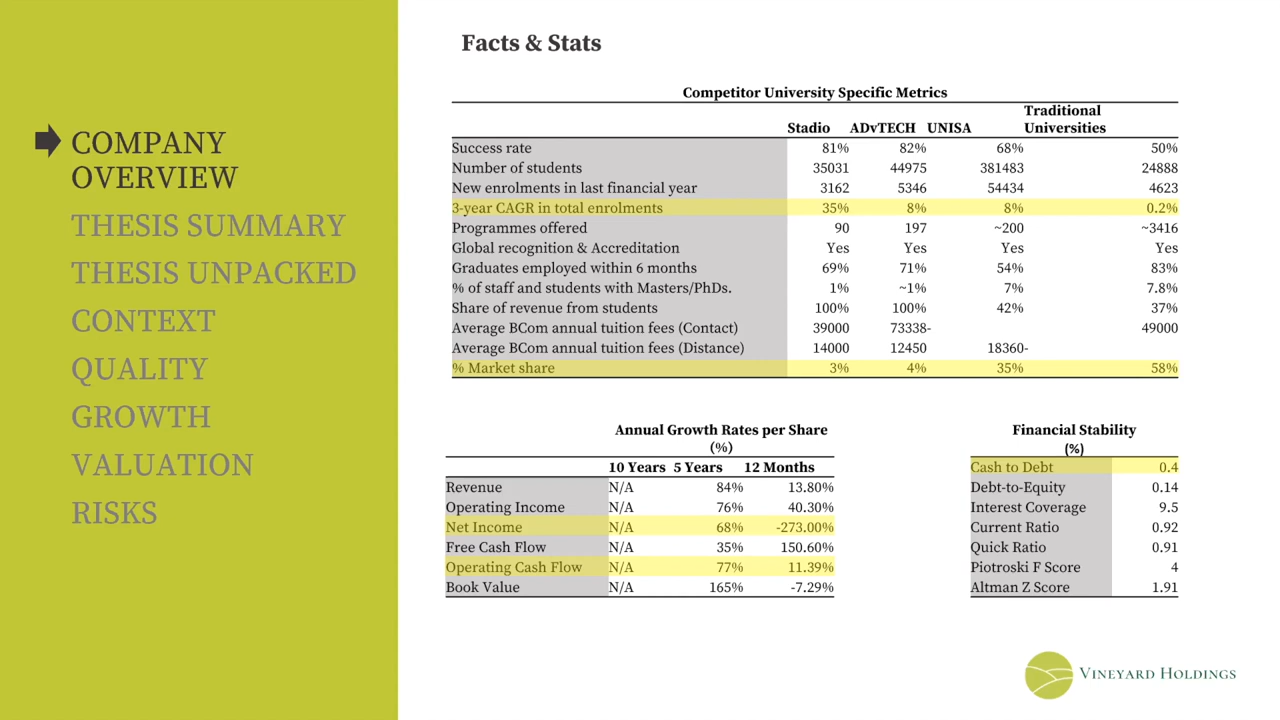 Facts & Stats
COMPANY
OVERVIEW
THESIS SUMMARY
THESIS UNPACKED
CONTEXT
QUALITY
GROWTH
VALUATION
RISKS
Competitor University Specific Metrics
Stadio ADvTECH UNISA Traditional Universities
Success rate 81% 82% 68% 50%
Number of students 35031 44975 381483 24888
New enrolments in last financial year 3162 5346 54434 4623
3-year CAGR in total enrolments 35% 8% 8% 0.2%
Programmes offered 90 197 ~200 ~3416
Global recognition & Accreditation Yes Yes Yes Yes
Graduates employed within 6 months 69% 71% 54% 83%
% of staff and students with Masters/PhDs. 1% ~1% 7% 7.8%
Share of revenue from students 100% 100% 42% 37%
Average BCom annual tuition fees (Contact) 39000 73338- 49000
Average BCom annual tuition fees (Distance) 14000 12450 18360-
% Market share 3% 4% 35% 58%
Annual Growth Rates per Share
(%)
10 Years 5 Years 12 Months
Revenue N/A 84% 13.80%
Operating Income N/A 76% 40.30%
Net Income N/A 68% -273.00%
Free Cash Flow N/A 35% 150.60%
Operating Cash Flow N/A 77% 11.39%
Book Value N/A 165% -7.29%
Financial Stability
(%)
Cash to Debt 0.4
Debt-to-Equity 0.14
Interest Coverage 9.5
Current Ratio 0.92
Quick Ratio 0.91
Piotroski F Score 4
Altman Z Score 1.91
VINEYARD HOLDINGS